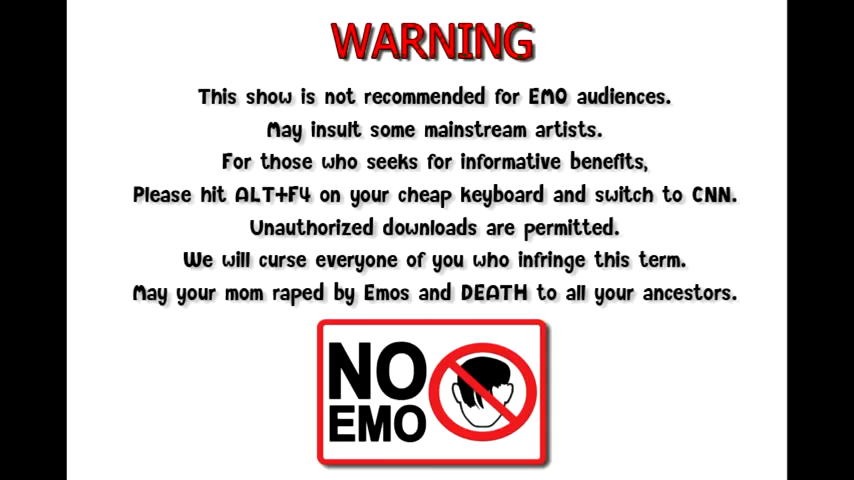 WARNING
This show is not recommended for EMO audiences.
May insult some mainstream artists.
For those who seeks for informative benefits,
Please hit ALT+F4 on your cheap keyboard and switch to CNN.
Unauthorized downloads are permitted.
We will curse everyone of you who infringe this term.
May your mom raped by Emos and DEATH to all your ancestors.
NO
EMO